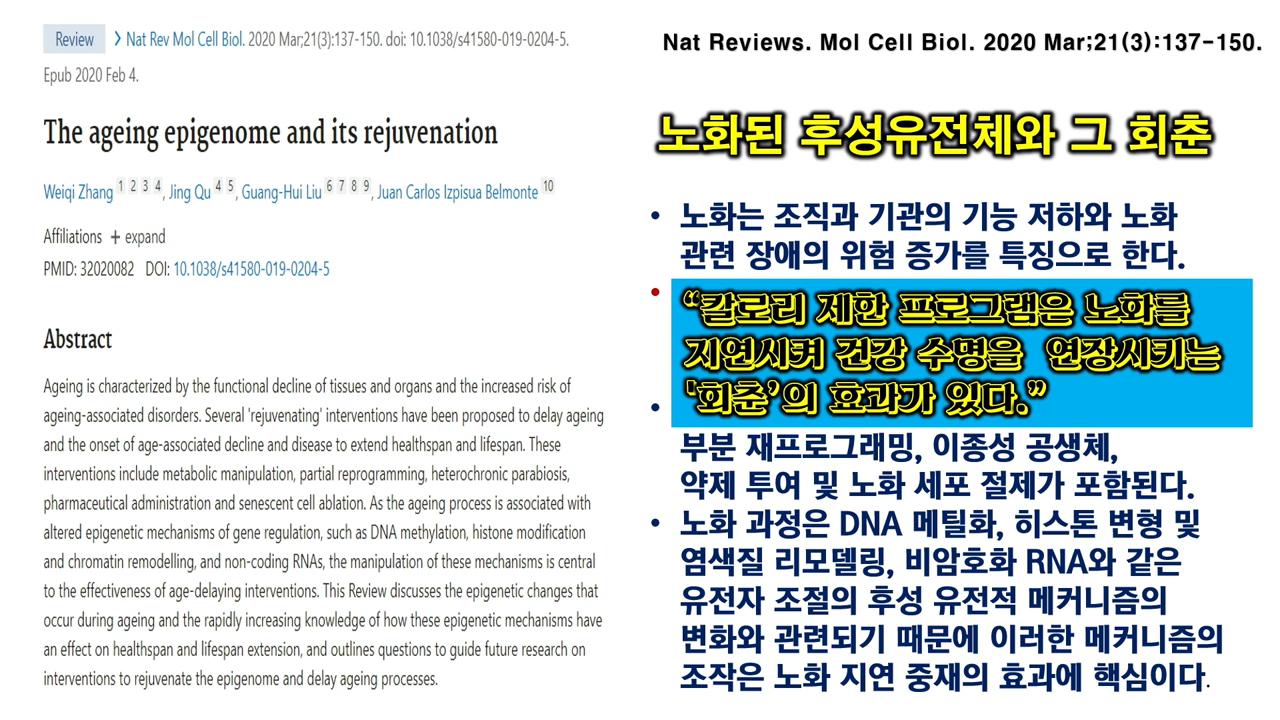 Review > Nat Rev Mol Cell Biol. 2020 Mar;21(3):137-150. doi: 10.1038/s41580-019-0204-5.
Epub 2020 Feb 4.
The ageing epigenome and its rejuvenation
Weiqi Zhang 1 2 3 4, Jing Qu 4 5, Guang-Hui Liu 6 7 8 9, Juan Carlos Izpisua Belmonte 10
Affiliations + expand
PMID: 32020082 DOI: 10.1038/s41580-019-0204-5
Abstract
Ageing is characterized by the functional decline of tissues and organs and the increased risk of
ageing-associated disorders. Several 'rejuvenating' interventions have been proposed to delay ageing
and the onset of age-associated decline and disease to extend healthspan and lifespan. These
interventions include metabolic manipulation, partial reprogramming, heterochronic parabiosis,
pharmaceutical administration and senescent cell ablation. As the ageing process is associated with
altered epigenetic mechanisms of gene regulation, such as DNA methylation, histone modification
and chromatin remodelling, and non-coding RNAs, the manipulation of these mechanisms is central
to the effectiveness of age-delaying interventions. This Review discusses the epigenetic changes that
occur during ageing and the rapidly increasing knowledge of how these epigenetic mechanisms have
an effect on healthspan and lifespan extension, and outlines questions to guide future research on
interventions to rejuvenate the epigenome and delay ageing processes.
Nat Reviews. Mol Cell Biol. 2020 Mar;21(3):137-150.
노화된 후성유전체와 그 회춘
• 노화는 조직과 기관의 기능 저하와 노화
관련 장애의 위험 증가를 특징으로 한다.
• “칼로리 제한 프로그램은 노화를
지연시켜 건강 수명을 연장시키는
• '회춘’의 효과가 있다.”
부분 재프로그래밍, 이종성 공생체,
약제 투여 및 노화 세포 절제가 포함된다.
• 노화 과정은 DNA 메틸화, 히스톤 변형 및
염색질 리모델링, 비암호화 RNA와 같은
유전자 조절의 후성 유전적 메커니즘의
변화와 관련되기 때문에 이러한 메커니즘의
조작은 노화 지연 중재의 효과에 핵심이다.